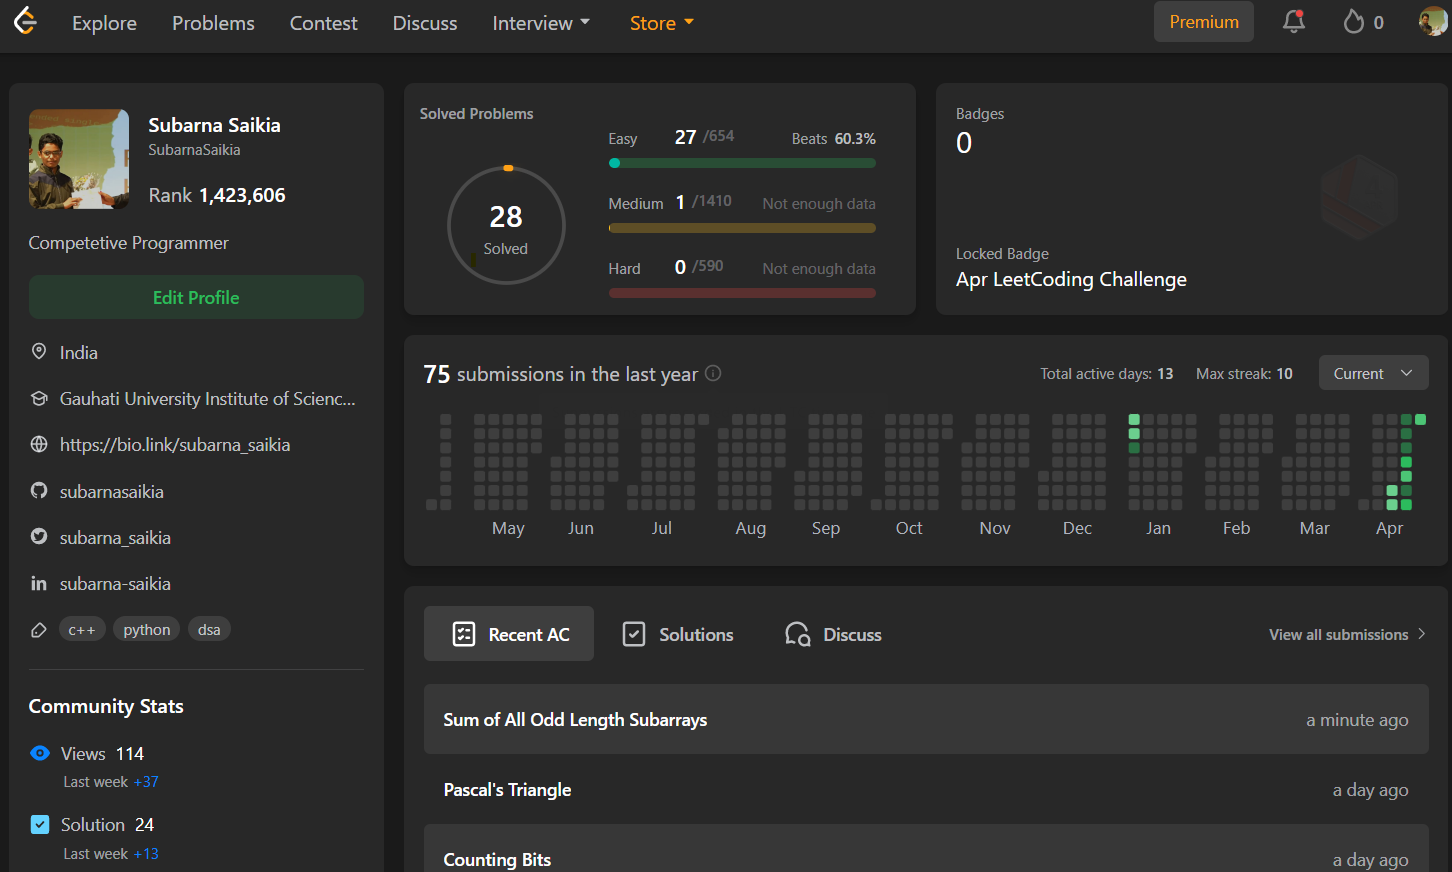 Explore Problems Contest Discuss Interview Store Premium 0
Subarna Saikia
SubarnaSaikia
Rank 1,423,606
Competetive Programmer
Edit Profile
India
Gauhati University Institute of Scienc...
https://bio.link/subarna_saikia
subarnasaikia
subarna_saikia
subarna-saikia
c++ python dsa
Community Stats
Views 114
Last week +37
Solution 24
Last week +13
Solved Problems
28
Solved
Easy 27 /654 Beats 60.3%
Medium 1 /1410 Not enough data
Hard 0 /590 Not enough data
Badges
0
Locked Badge
Apr LeetCoding Challenge
75 submissions in the last year Total active days: 13 Max streak: 10 Current
May Jun Jul Aug Sep Oct Nov Dec Jan Feb Mar Apr
Recent AC Solutions Discuss View all submissions
Sum of All Odd Length Subarrays a minute ago
Pascal's Triangle a day ago
Counting Bits a day ago